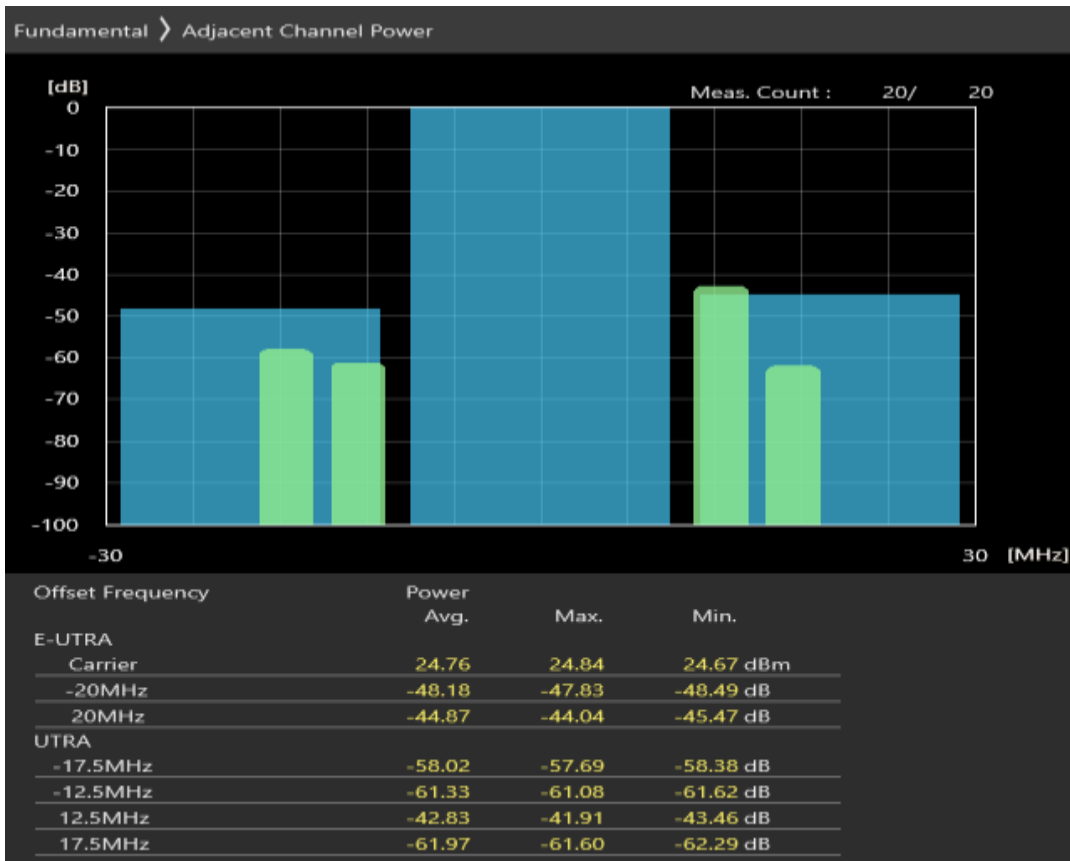 Fundamental 〉 Adjacent Channel Power
[dB]
Meas. Count : 20/ 20
0
-10
-20
-30
-40
-50
-60
-70
-80
-90
-100
-30 30 [MHz]
Offset Frequency Power
Avg. Max. Min.
E-UTRA
Carrier 24.76 24.84 24.67 dBm
-20MHz -48.18 -47.83 -48.49 dB
20MHz -44.87 -44.04 -45.47 dB
UTRA
-17.5MHz -58.02 -57.69 -58.38 dB
-12.5MHz -61.33 -61.08 -61.62 dB
12.5MHz -42.83 -41.91 -43.46 dB
17.5MHz -61.97 -61.60 -62.29 dB